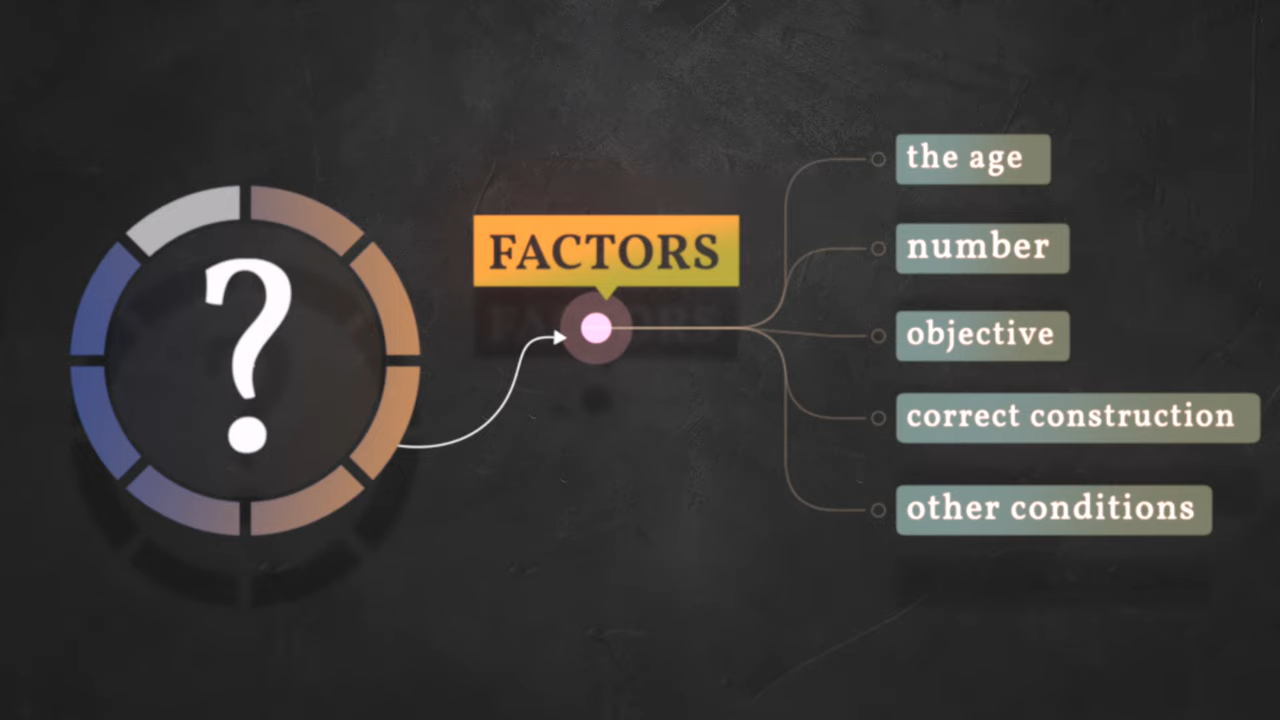 ?
FACTORS
the age
number
objective
correct construction
other conditions